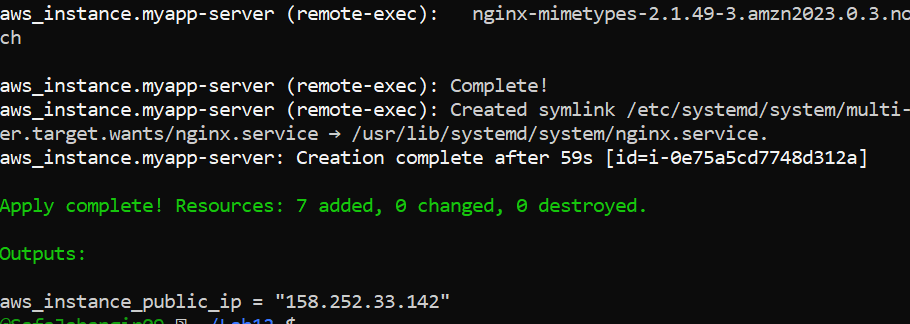 aws_instance.myapp-server (remote-exec):   nginx-mimetypes-2.1.49-3.amzn2023.0.3.no
ch
aws_instance.myapp-server (remote-exec): Complete!
aws_instance.myapp-server (remote-exec): Created symlink /etc/systemd/system/multi-
er.target.wants/nginx.service → /usr/lib/systemd/system/nginx.service.
aws_instance.myapp-server: Creation complete after 59s [id=i-0e75a5cd7748d312a]
Apply complete! Resources: 7 added, 0 changed, 0 destroyed.
Outputs:
aws_instance_public_ip = "158.252.33.142"